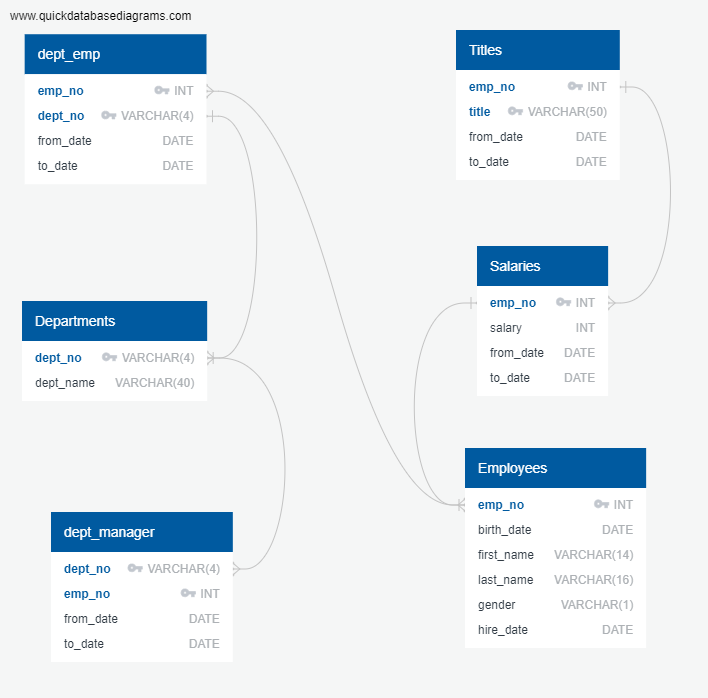 www.quickdatabasediagrams.com
dept_emp
emp_no INT
dept_no VARCHAR(4)
from_date DATE
to_date DATE
Titles
emp_no INT
title VARCHAR(50)
from_date DATE
to_date DATE
Salaries
emp_no INT
salary INT
from_date DATE
to_date DATE
Departments
dept_no VARCHAR(4)
dept_name VARCHAR(40)
Employees
emp_no INT
birth_date DATE
first_name VARCHAR(14)
last_name VARCHAR(16)
gender VARCHAR(1)
hire_date DATE
dept_manager
dept_no VARCHAR(4)
emp_no INT
from_date DATE
to_date DATE